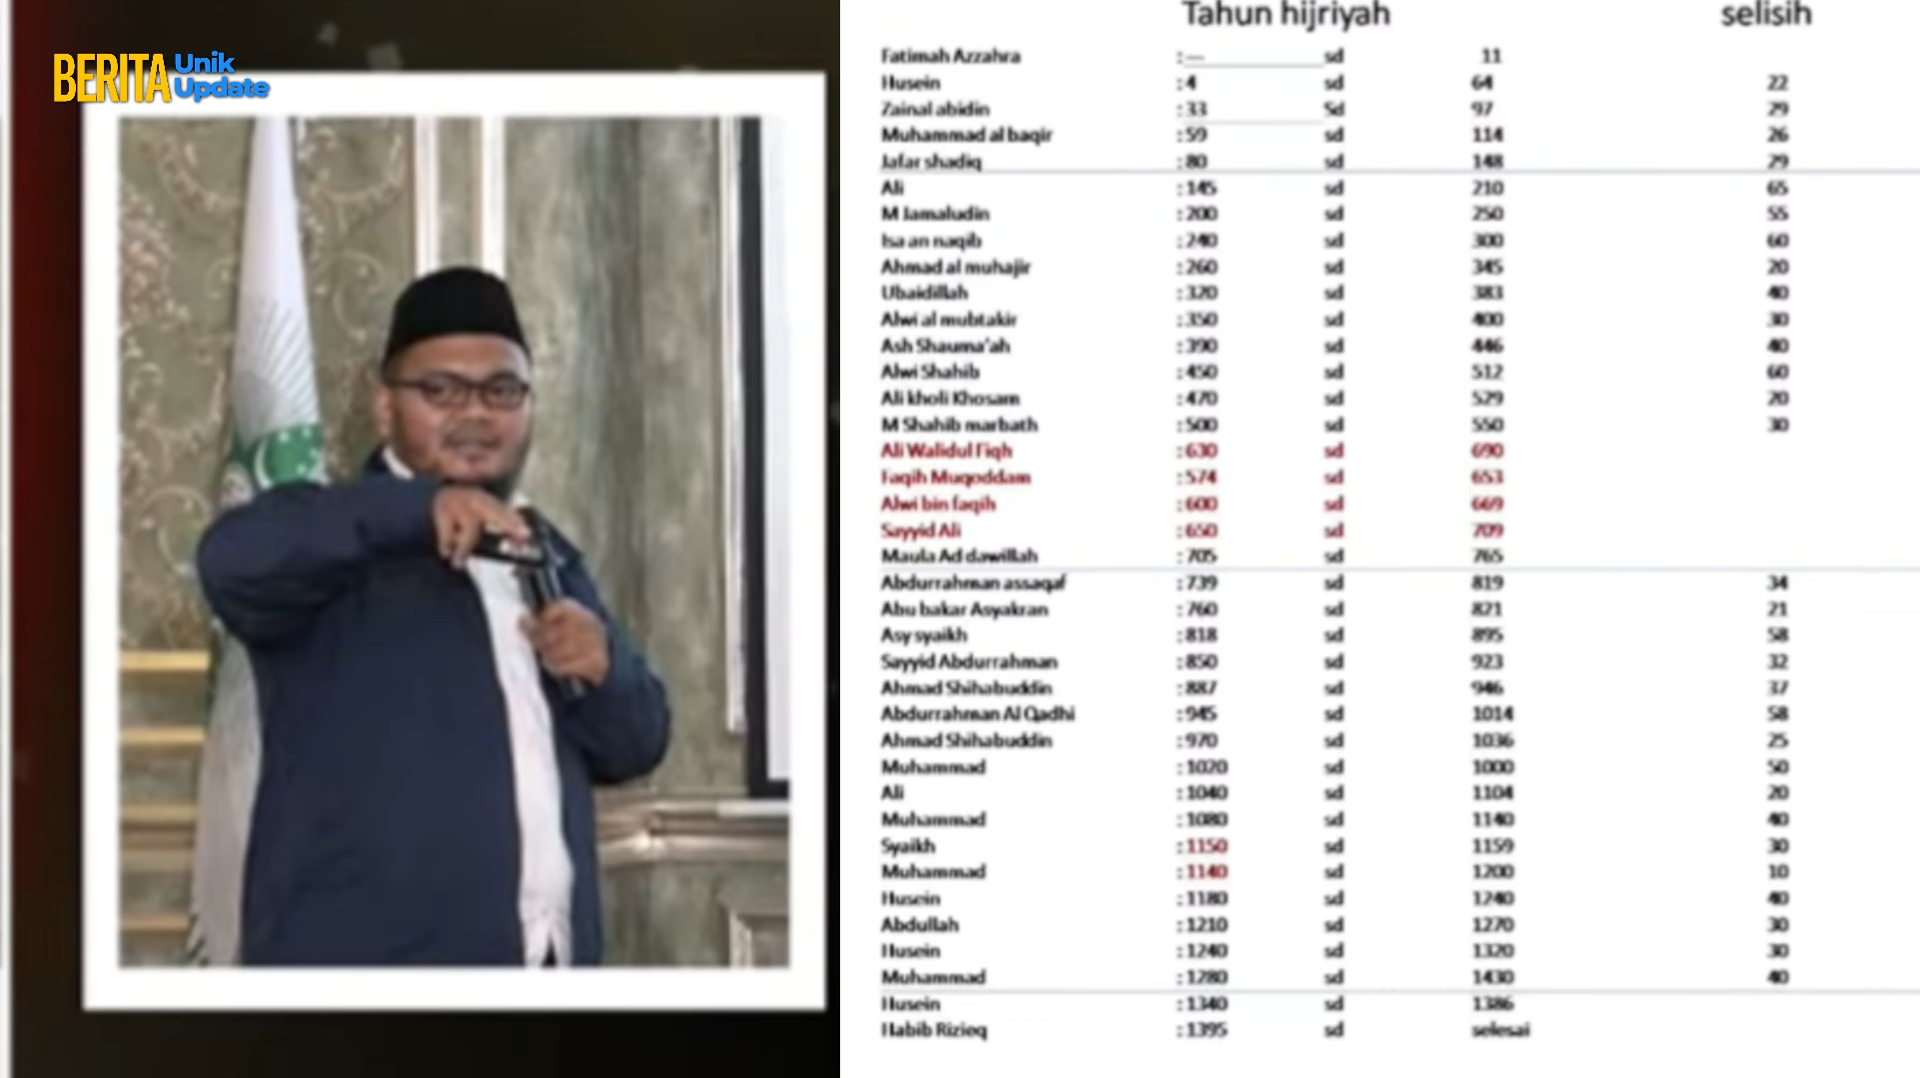 BERITA Unik Update
Tahun hijriyah selisih
Fatimah Azzahra : --- sd 11
Husein : 4 sd 64 22
Zainal abidin : 33 Sd 97 29
Muhammad al baqir : 59 sd 114 26
Jafar shadiq : 80 sd 148 29
Ali : 145 sd 210 65
M Jamaludin : 200 sd 250 55
Isa an naqib : 240 sd 300 60
Ahmad al muhajir : 260 sd 345 20
Ubaidillah : 320 sd 383 40
Alwi al mubtakir : 350 sd 400 30
Ash Shauma'ah : 390 sd 446 40
Alwi Shahib : 450 sd 512 60
Ali kholi Khosam : 470 sd 529 20
M Shahib marbath : 500 sd 550 30
Ali Walidul Fiqh : 630 sd 690
Faqih Muqoddam : 574 sd 653
Alwi bin faqih : 600 sd 669
Sayyid Ali : 650 sd 709
Maula Ad dawillah : 705 sd 765
Abdurrahman assaqaf : 739 sd 819 34
Abu bakar Asyakran : 760 sd 821 21
Asy syaikh : 818 sd 895 58
Sayyid Abdurrahman : 850 sd 923 32
Ahmad Shihabuddin : 887 sd 946 37
Abdurrahman Al Qadhi : 945 sd 1014 58
Ahmad Shihabuddin : 970 sd 1036 25
Muhammad : 1020 sd 1000 50
Ali : 1040 sd 1104 20
Muhammad : 1080 sd 1140 40
Syaikh : 1150 sd 1159 30
Muhammad : 1140 sd 1200 10
Husein : 1180 sd 1240 40
Abdullah : 1210 sd 1270 30
Husein : 1240 sd 1320 30
Muhammad : 1280 sd 1430 40
Husein : 1340 sd 1386
Habib Rizieq : 1395 sd selesai